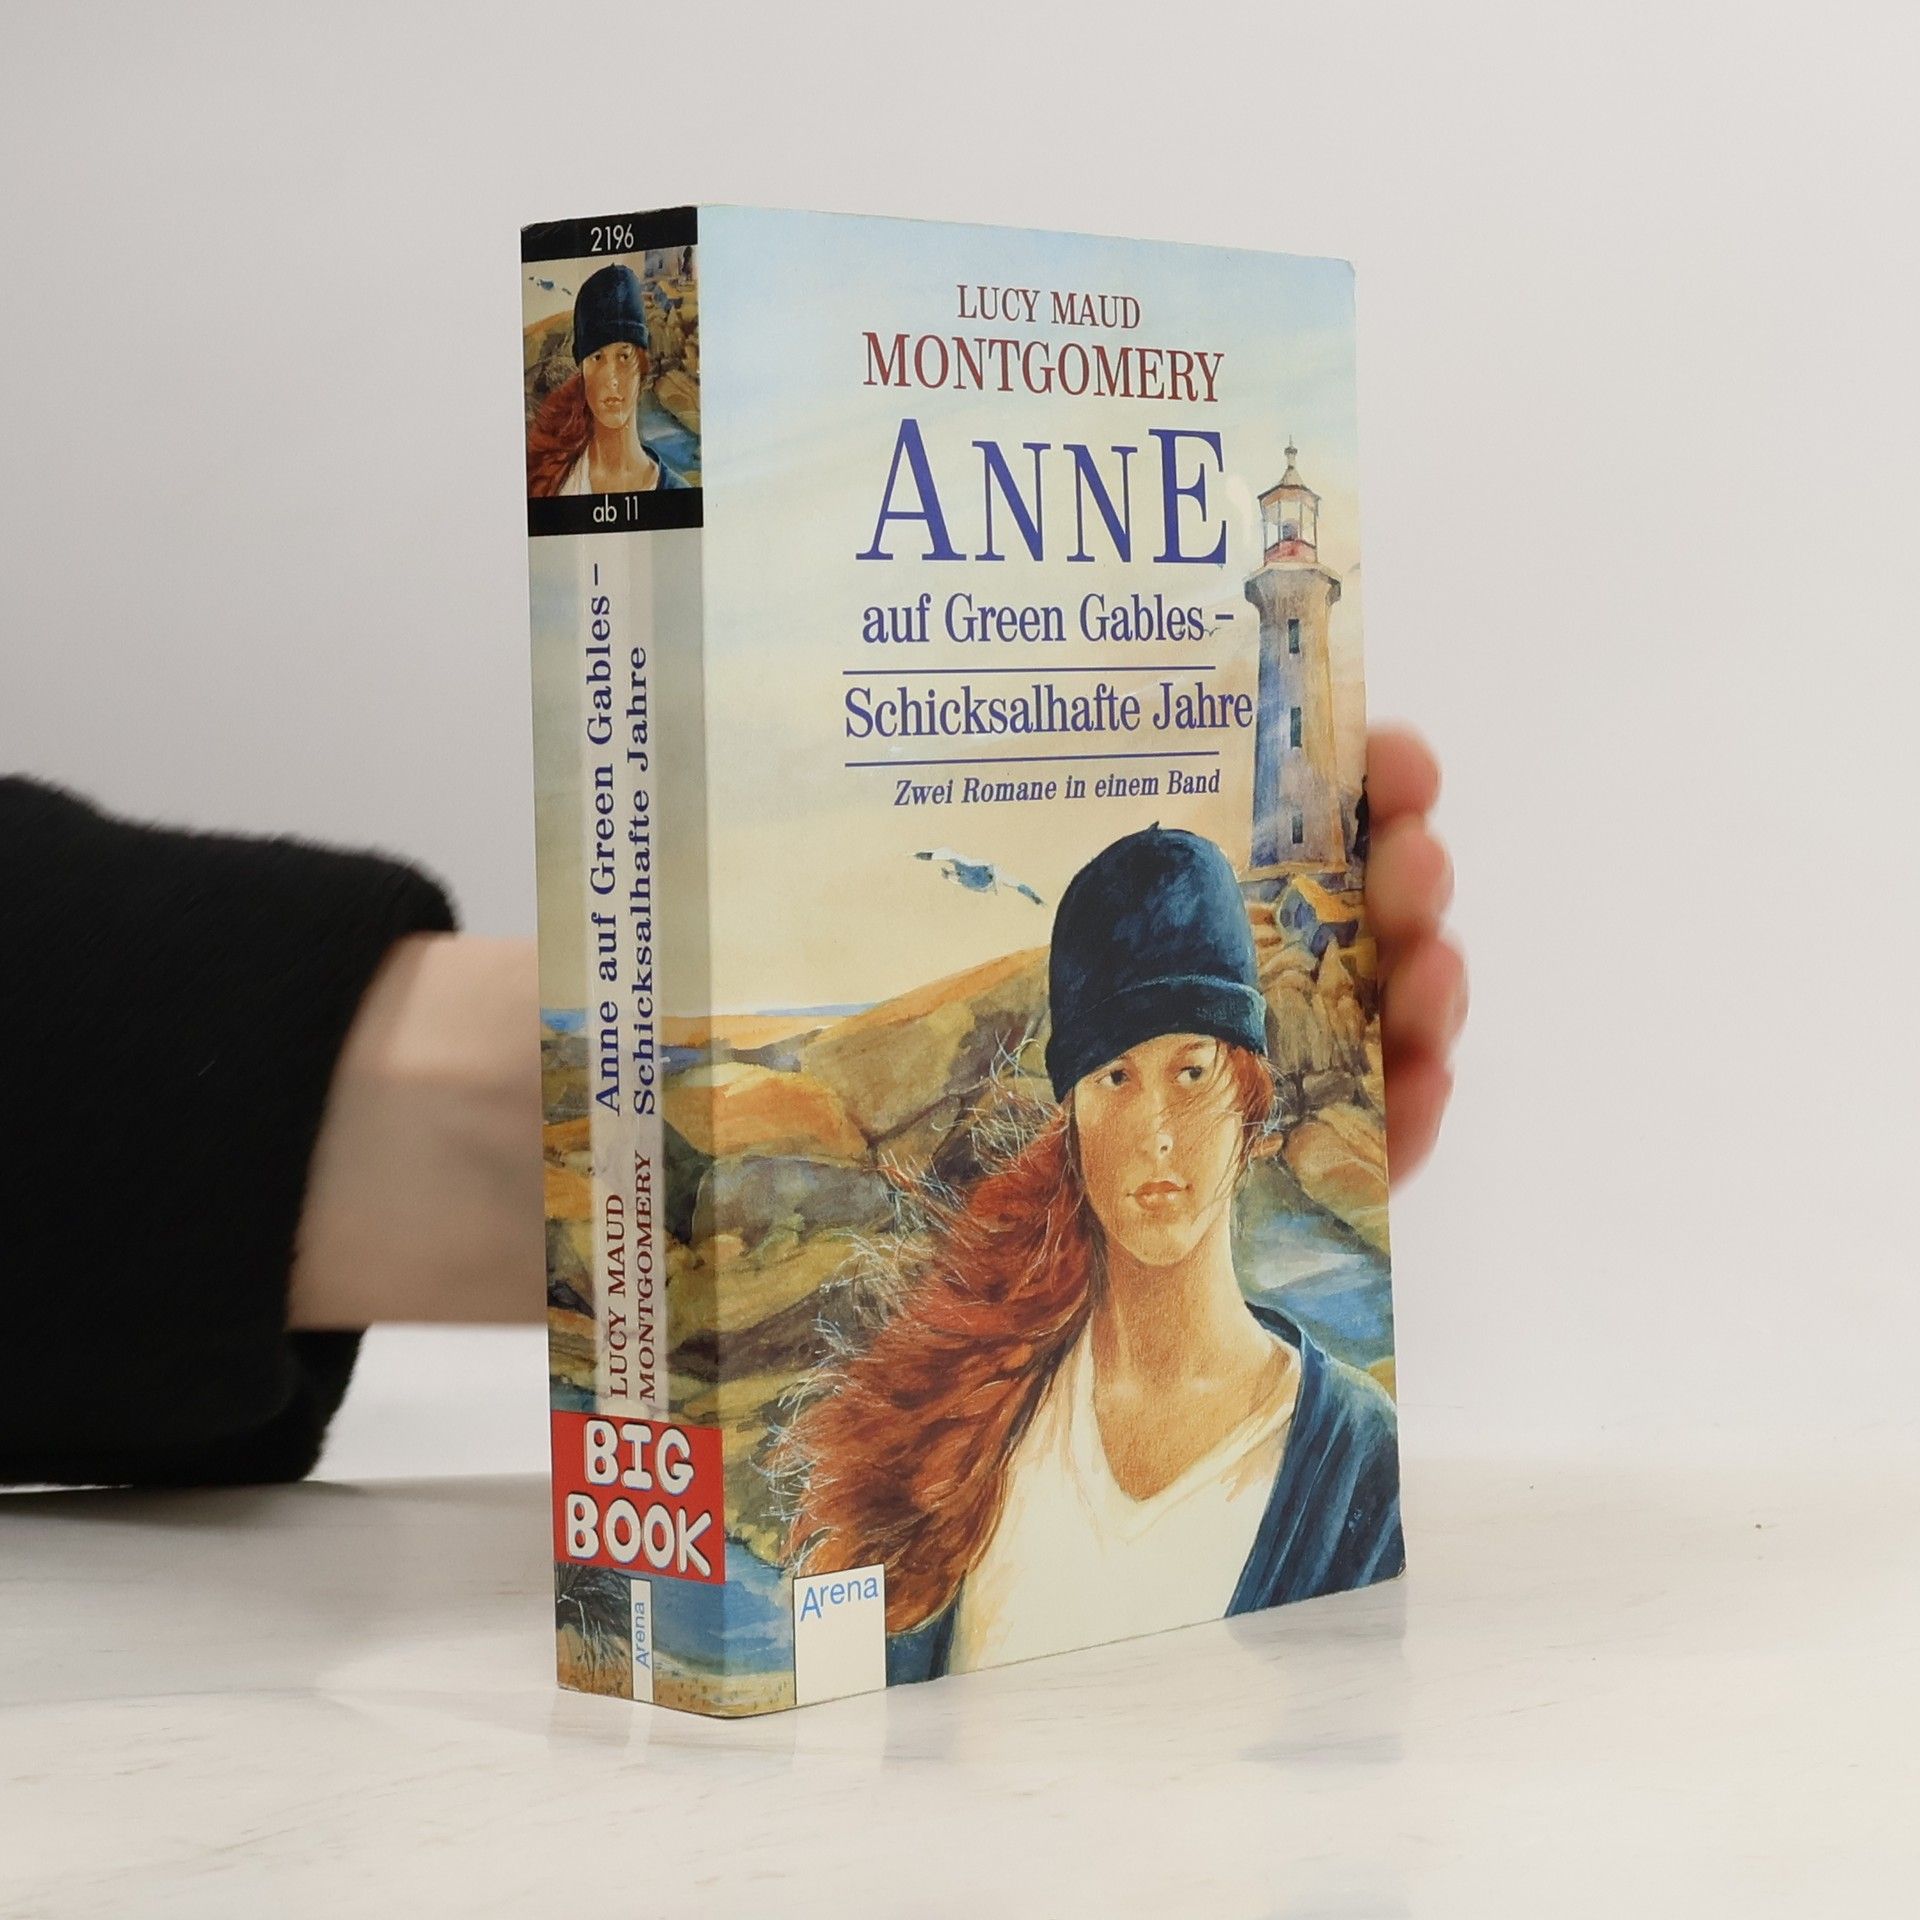 2196
ab 11
Anne auf Green Gables –
Schicksalhafte Jahre
LUCY MAUD
MONTGOMERY
BIG
BOOK
Arena
LUCY MAUD
MONTGOMERY
ANNE
auf Green Gables –
Schicksalhafte Jahre
Zwei Romane in einem Band
Arena